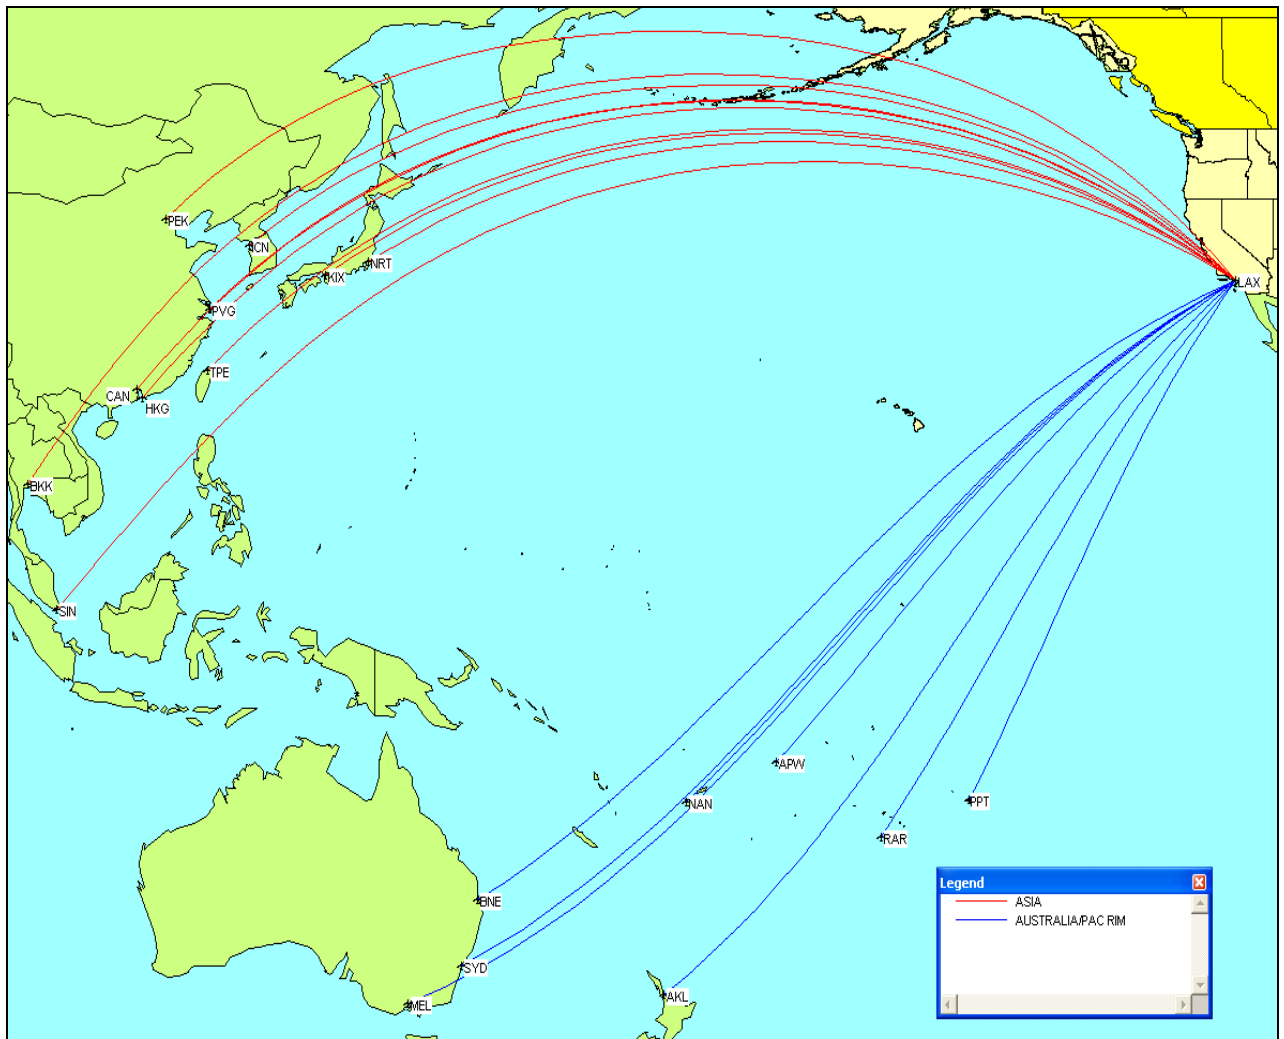 PEK
ICN
NRT
KIX
LAX
PVG
TPE
CAN
HKG
BKK
SIN
APW
NAN
PPT
RAR
BNE
SYD
AKL
MEL
Legend
ASIA
AUSTRALIA/PAC RIM